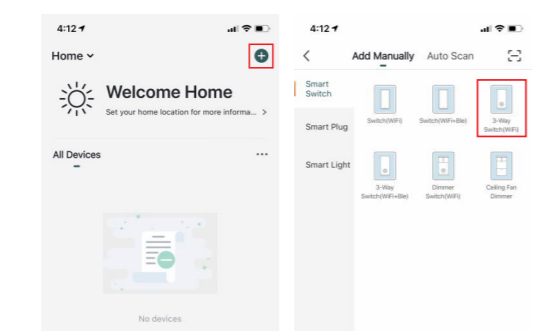 4:12
Home
Welcome Home
Set your home location for more informa...
All Devices
No devices
4:12
Add Manually Auto Scan
Smart
Switch
Smart Plug
Smart Light
Switch(WiFi)
Switch(WiFi+Ble)
3-Way
Switch(WiFi)
3-Way
Switch(WiFi+Ble)
Dimmer
Switch(WiFi)
Ceiling Fan
Dimmer